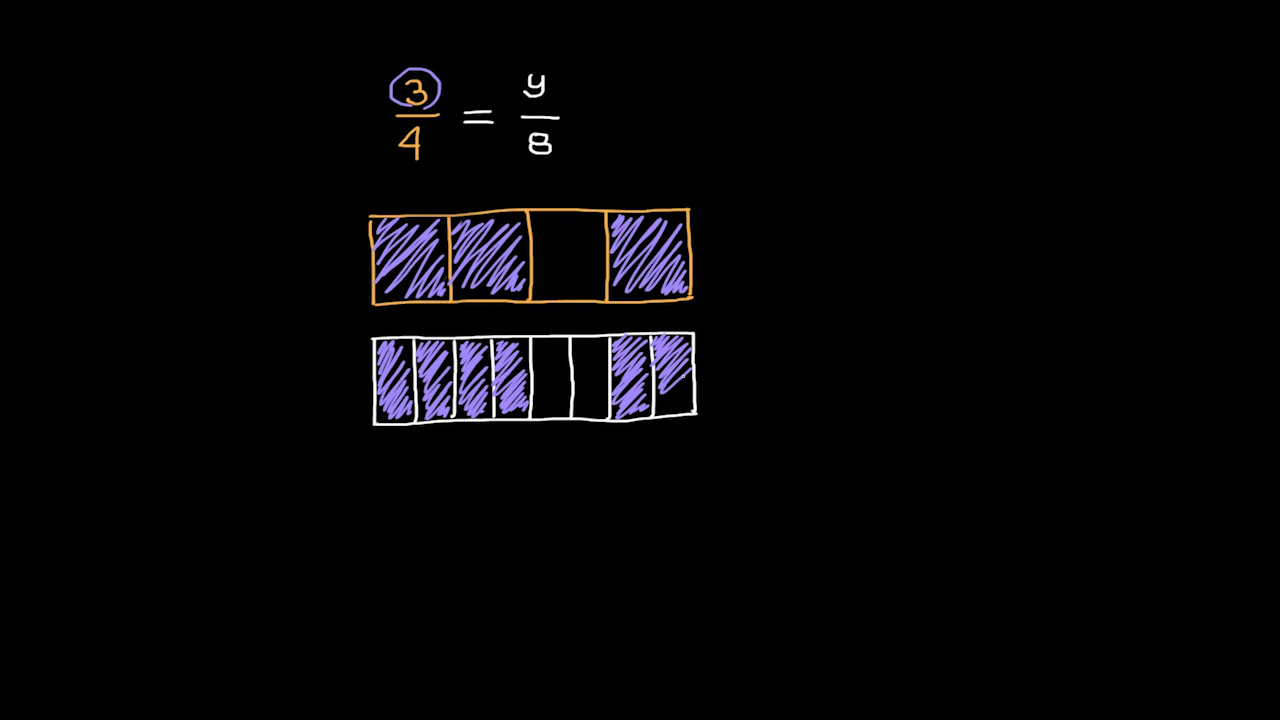 3/4 = y/8